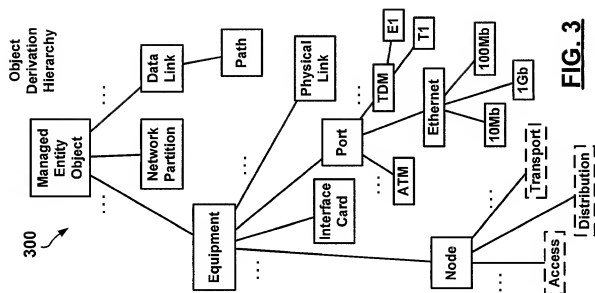 Object
Derivation
Hierarchy
300
Managed
Entity
Object
...
...
Network
Partition
Data
Link
Path
Equipment
...
...
Interface
Card
Physical
Link
Port
...
...
ATM
TDM
E1
T1
Ethernet
10Mb
1Gb
100Mb
Node
...
...
Access
Distribution
Transport
FIG. 3